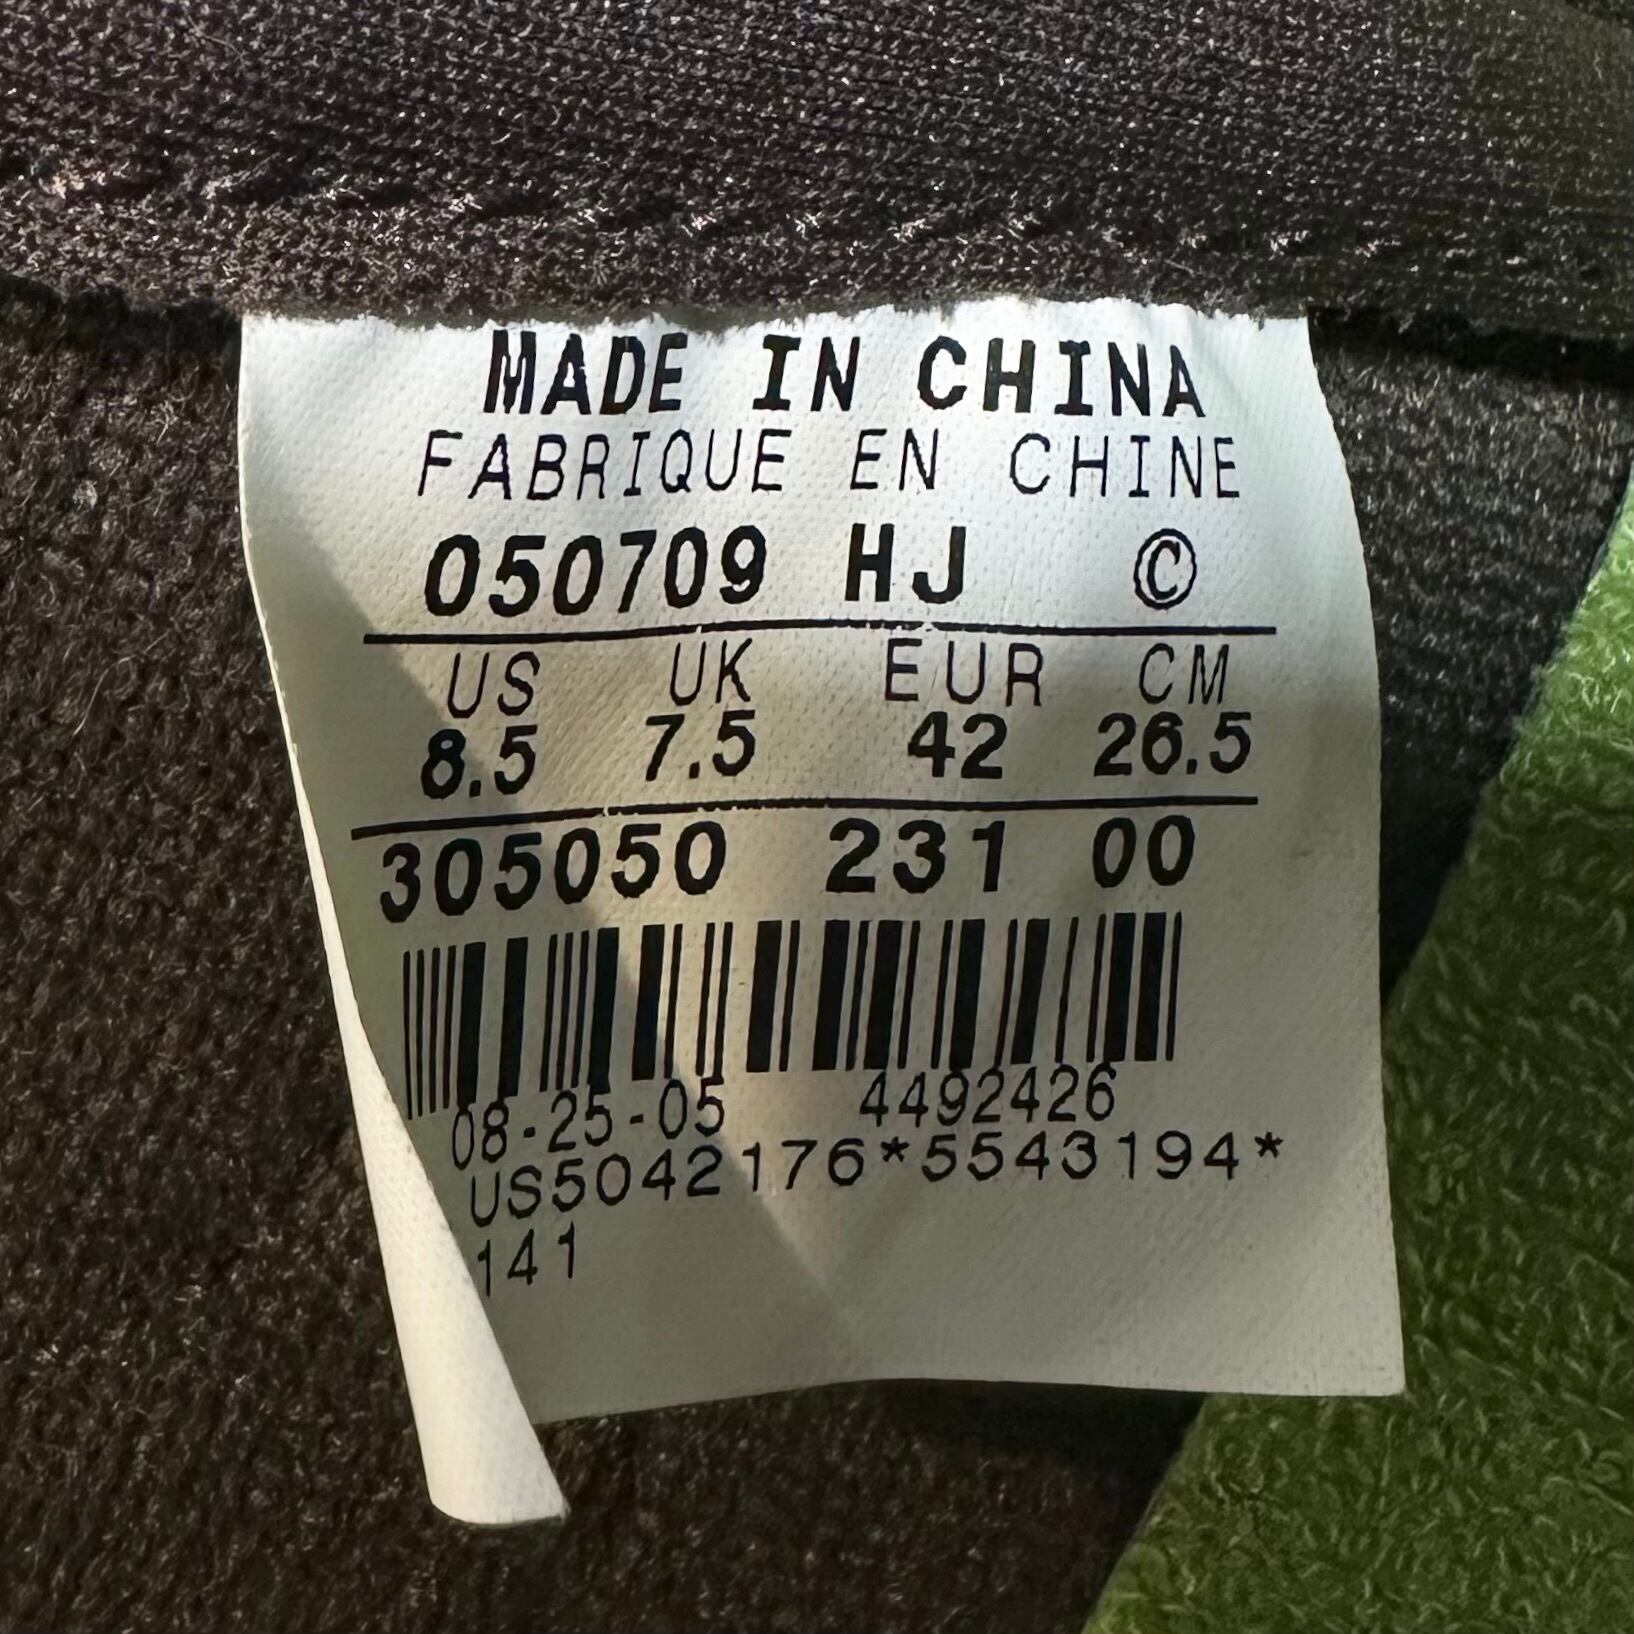 MADE IN CHINA
FABRIQUE EN CHINE
050709 HJ ©
US UK EUR CM
8.5 7.5 42 26.5
305050 231 00
08-25-05 4492426
US5042176*5543194*
141